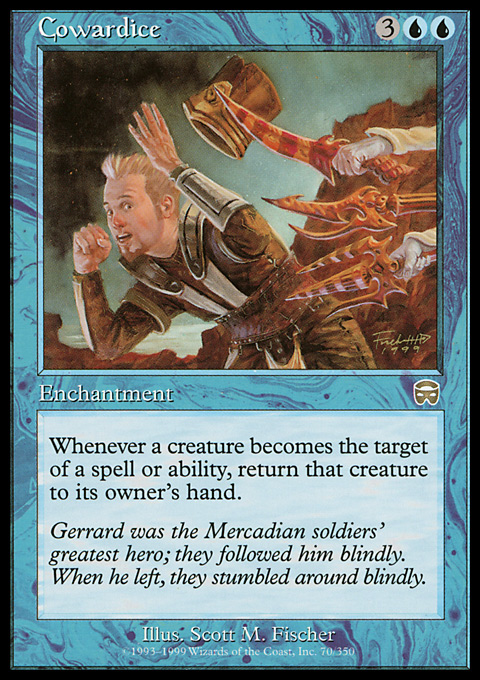 Cowardice
3
Enchantment
Whenever a creature becomes the target
of a spell or ability, return that creature
to its owner's hand.
Gerrard was the Mercadian soldiers'
greatest hero; they followed him blindly.
When he left, they stumbled around blindly.
Illus. Scott M. Fischer
© 1993–1999 Wizards of the Coast, Inc. 70/350